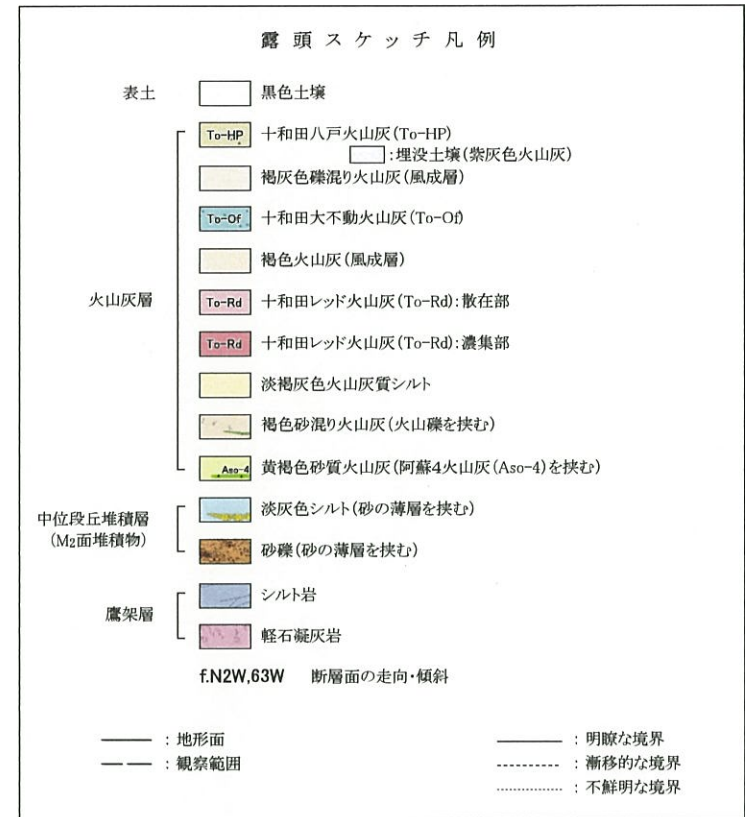 露頭スケッチ凡例
表土 黒色土壌
To-HP 十和田八戸火山灰(To-HP)
:埋没土壌(紫灰色火山灰)
褐灰色礫混り火山灰(風成層)
To-Of 十和田大不動火山灰(To-Of)
褐色火山灰(風成層)
火山灰層 To-Rd 十和田レッド火山灰(To-Rd):散在部
To-Rd 十和田レッド火山灰(To-Rd):濃集部
淡褐灰色火山灰質シルト
褐色砂混り火山灰(火山礫を挟む)
Aso-4 黄褐色砂質火山灰(阿蘇4火山灰(Aso-4)を挟む)
中位段丘堆積層 淡灰色シルト(砂の薄層を挟む)
(M₂面堆積物)
砂礫(砂の薄層を挟む)
鷹架層 シルト岩
軽石凝灰岩
f.N2W,63W 断層面の走向・傾斜
:地形面 :明瞭な境界
:観察範囲 :漸移的な境界
:不鮮明な境界